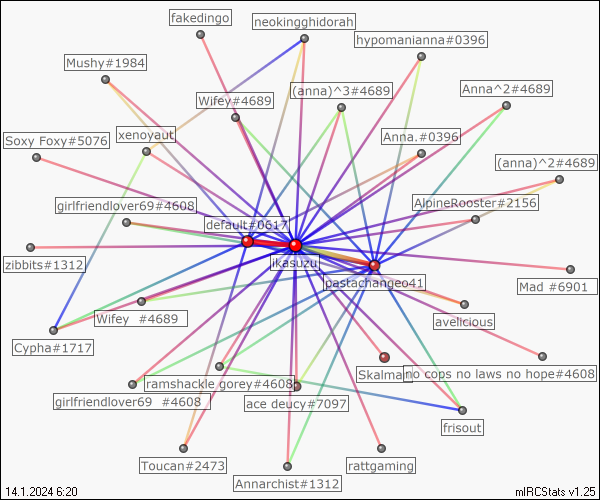 fakedingo
neokingghidorah
hypomanianna#0396
Mushy#1984
Wifey#4689
(anna)^3#4689
Anna^2#4689
Soxy Foxy#5076
xenoyaut
Anna.#0396
(anna)^2#4689
girlfriendlover69#4608
AlpineRooster#2156
default#0617
zibbits#1312
ikasuzu
pastachangeo41
Mad #6901
Wifey  #4689
avelicious
Cypha#1717
Skalman
no cops no laws no hope#4608
ramshackle gorey#4608
girlfriendlover69  #4608
ace deucy#7097
frisout
Toucan#2473
rattgaming
Annarchist#1312
14.1.2024 6:20
mIRCStats v1.25